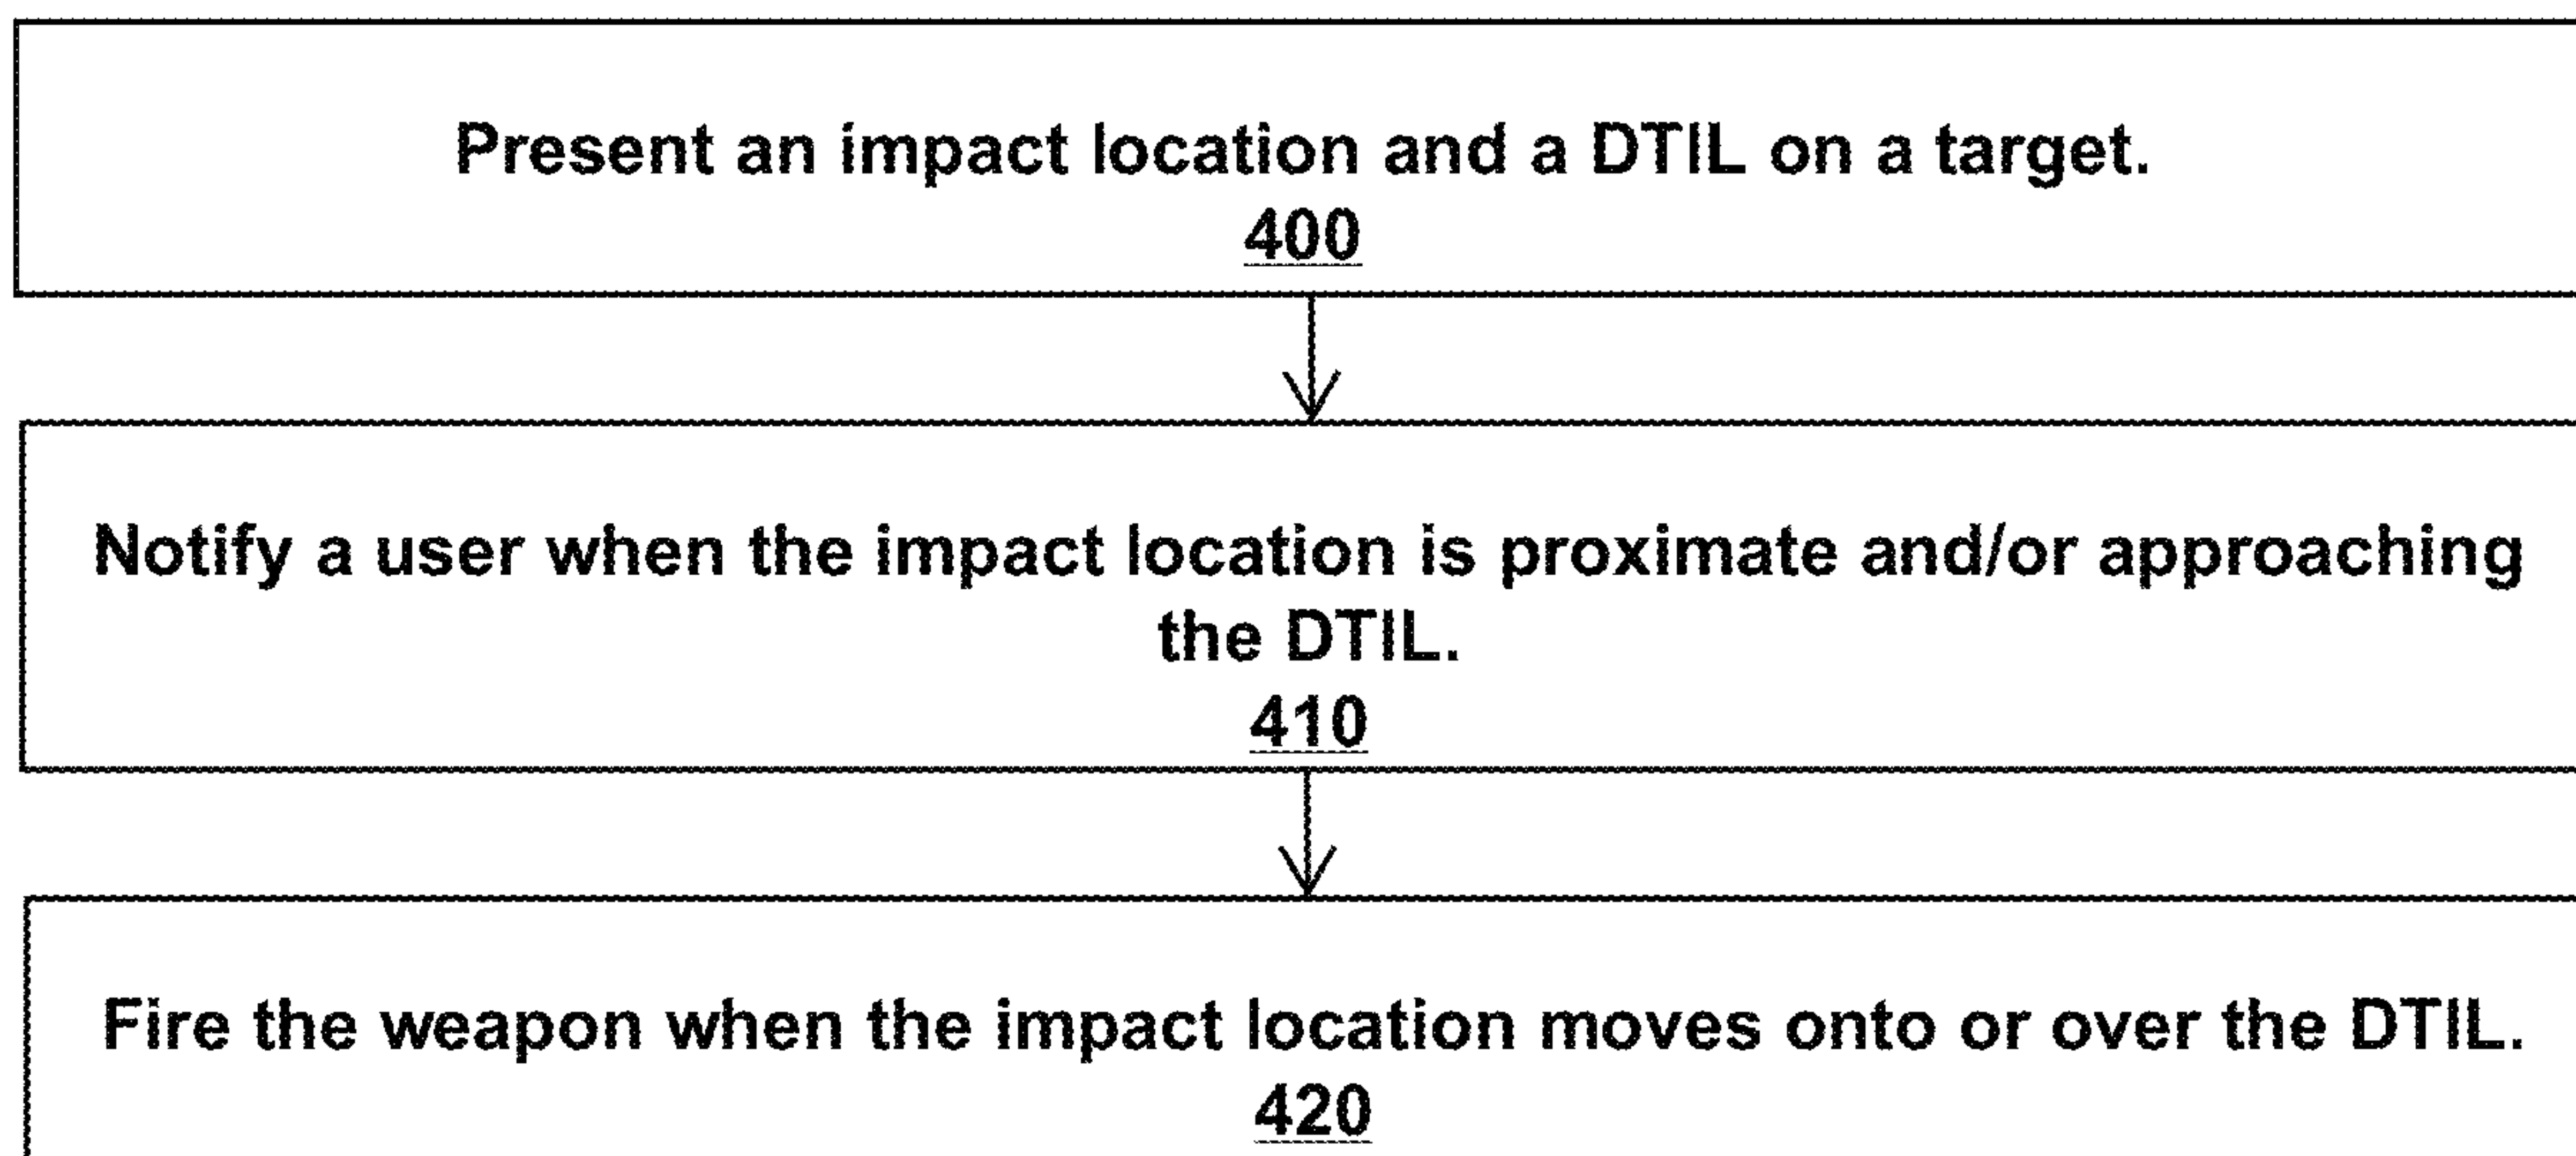 Present an impact location and a DTIL on a target.
400
Notify a user when the impact location is proximate and/or approaching
the DTIL.
410
Fire the weapon when the impact location moves onto or over the DTIL.
420